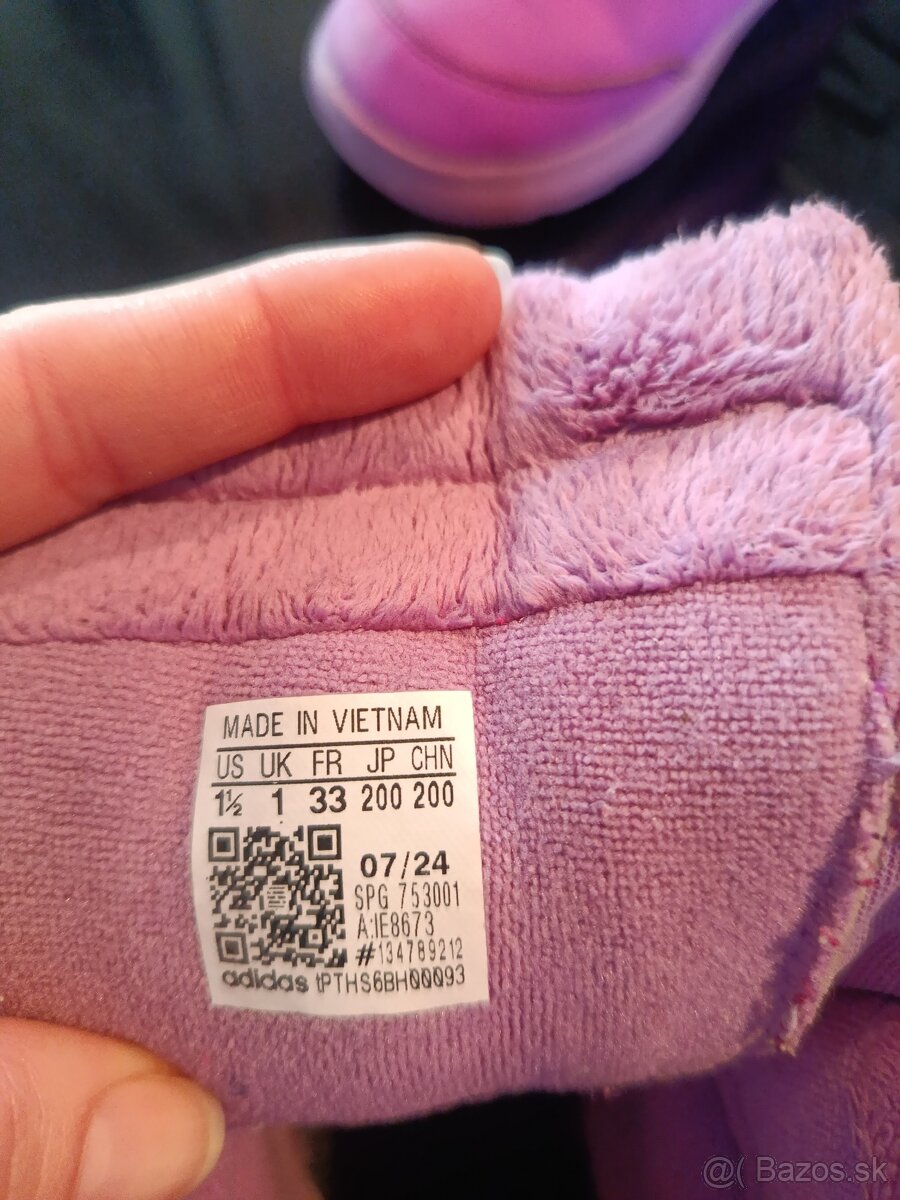 MADE IN VIETNAM
US UK FR JP CHN
1½ 1 33 200 200
07/24
SPG 753001
A:IE8673
#134789212
adidas tPTHS6BH00093
@( Bazos.sk